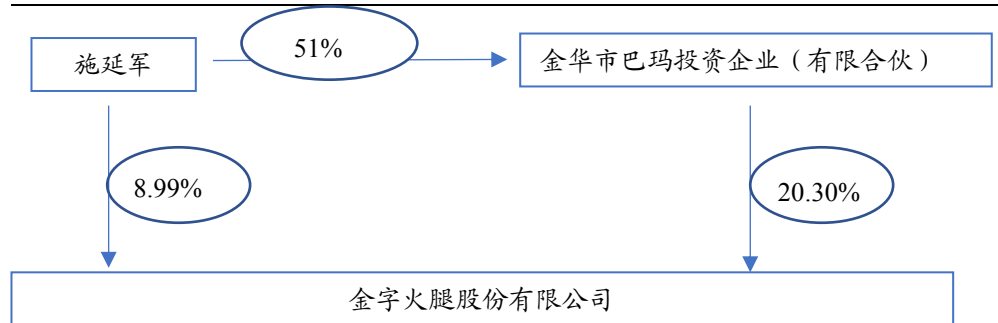 51%
施延军
金华市巴玛投资企业（有限合伙）
8.99%
20.30%
金字火腿股份有限公司